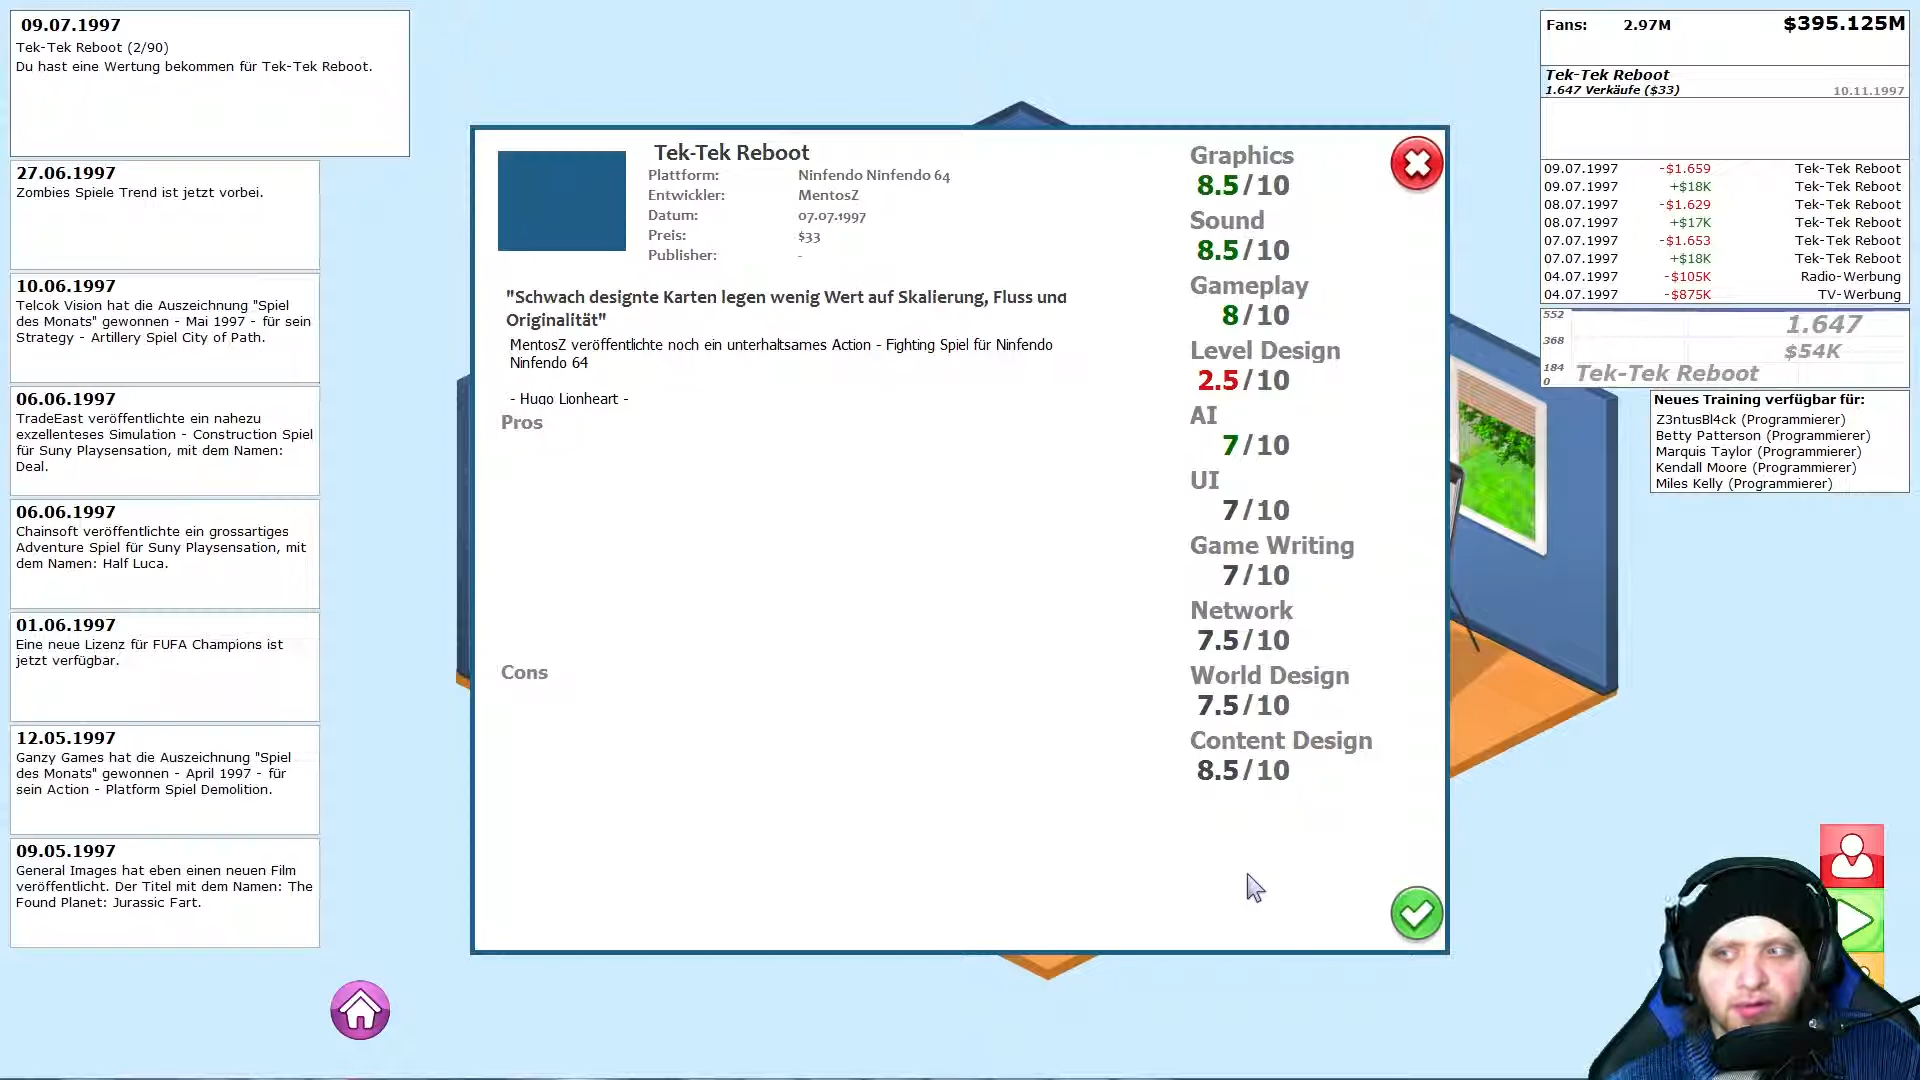 09.07.1997
Tek-Tek Reboot (2/90)
Du hast eine Wertung bekommen für Tek-Tek Reboot.
27.06.1997
Zombies Spiele Trend ist jetzt vorbei.
10.06.1997
Telcok Vision hat die Auszeichnung "Spiel
des Monats" gewonnen - Mai 1997 - für sein
Strategy - Artillery Spiel City of Path.
06.06.1997
TradeEast veröffentlichte ein nahezu
exzellenteses Simulation - Construction Spiel
für Suny Playsensation, mit dem Namen:
Deal.
06.06.1997
Chainsoft veröffentlichte ein grossartiges
Adventure Spiel für Suny Playsensation, mit
dem Namen: Half Luca.
01.06.1997
Eine neue Lizenz für FUFA Champions ist
jetzt verfügbar.
12.05.1997
Ganzy Games hat die Auszeichnung "Spiel
des Monats" gewonnen - April 1997 - für
sein Action - Platform Spiel Demolition.
09.05.1997
General Images hat eben einen neuen Film
veröffentlicht. Der Titel mit dem Namen: The
Found Planet: Jurassic Fart.
Tek-Tek Reboot
Plattform: Ninfendo Ninfendo 64
Entwickler: MentosZ
Datum: 07.07.1997
Preis: $33
Publisher: -
"Schwach designte Karten legen wenig Wert auf Skalierung, Fluss und
Originalität"
MentosZ veröffentlichte noch ein unterhaltsames Action - Fighting Spiel für Ninfendo
Ninfendo 64
- Hugo Lionheart -
Pros
Cons
Graphics
8.5/10
Sound
8.5/10
Gameplay
8/10
Level Design
2.5/10
AI
7/10
UI
7/10
Game Writing
7/10
Network
7.5/10
World Design
7.5/10
Content Design
8.5/10
Fans: 2.97M $395.125M
Tek-Tek Reboot
1.647 Verkäufe ($33) 10.11.1997
09.07.1997 -$1.659 Tek-Tek Reboot
09.07.1997 +$18K Tek-Tek Reboot
08.07.1997 -$1.629 Tek-Tek Reboot
08.07.1997 +$17K Tek-Tek Reboot
07.07.1997 -$1.653 Tek-Tek Reboot
07.07.1997 +$18K Tek-Tek Reboot
04.07.1997 -$105K Radio-Werbung
04.07.1997 -$875K TV-Werbung
552
368
184
0
1.647
$54K
Tek-Tek Reboot
Neues Training verfügbar für:
Z3ntusBl4ck (Programmierer)
Betty Patterson (Programmierer)
Marquis Taylor (Programmierer)
Kendall Moore (Programmierer)
Miles Kelly (Programmierer)